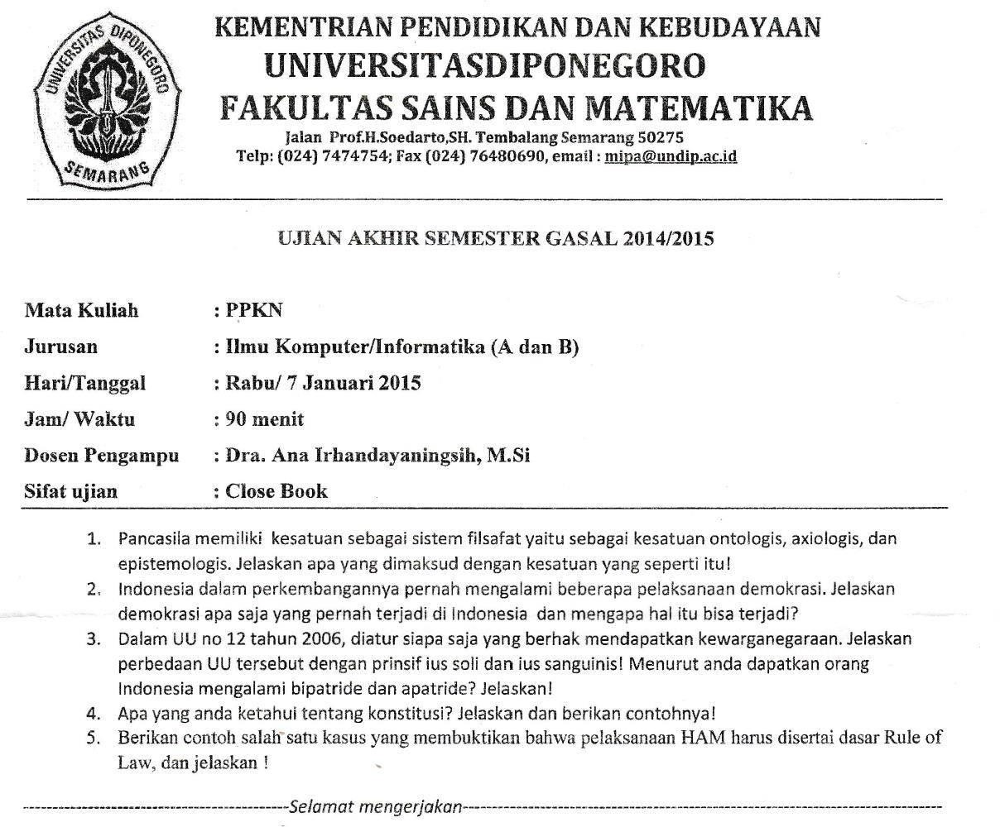 UNIVERSITAS DIPONEGORO
SEMARANG
KEMENTRIAN PENDIDIKAN DAN KEBUDAYAAN
UNIVERSITASDIPONEGORO
FAKULTAS SAINS DAN MATEMATIKA
Jalan Prof.H.Soedarto,SH. Tembalang Semarang 50275
Telp: (024) 7474754; Fax (024) 76480690, email : mipa@undip.ac.id
UJIAN AKHIR SEMESTER GASAL 2014/2015
Mata Kuliah : PPKN
Jurusan : Ilmu Komputer/Informatika (A dan B)
Hari/Tanggal : Rabu/ 7 Januari 2015
Jam/ Waktu : 90 menit
Dosen Pengampu : Dra. Ana Irhandayaningsih, M.Si
Sifat ujian : Close Book
1. Pancasila memiliki kesatuan sebagai sistem filsafat yaitu sebagai kesatuan ontologis, axiologis, dan
epistemologis. Jelaskan apa yang dimaksud dengan kesatuan yang seperti itu!
2. Indonesia dalam perkembangannya pernah mengalami beberapa pelaksanaan demokrasi. Jelaskan
demokrasi apa saja yang pernah terjadi di Indonesia dan mengapa hal itu bisa terjadi?
3. Dalam UU no 12 tahun 2006, diatur siapa saja yang berhak mendapatkan kewarganegaraan. Jelaskan
perbedaan UU tersebut dengan prinsif ius soli dan ius sanguinis! Menurut anda dapatkan orang
Indonesia mengalami bipatride dan apatride? Jelaskan!
4. Apa yang anda ketahui tentang konstitusi? Jelaskan dan berikan contohnya!
5. Berikan contoh salah satu kasus yang membuktikan bahwa pelaksanaan HAM harus disertai dasar Rule of
Law, dan jelaskan !
----------------------------------------------Selamat mengerjakan----------------------------------------------